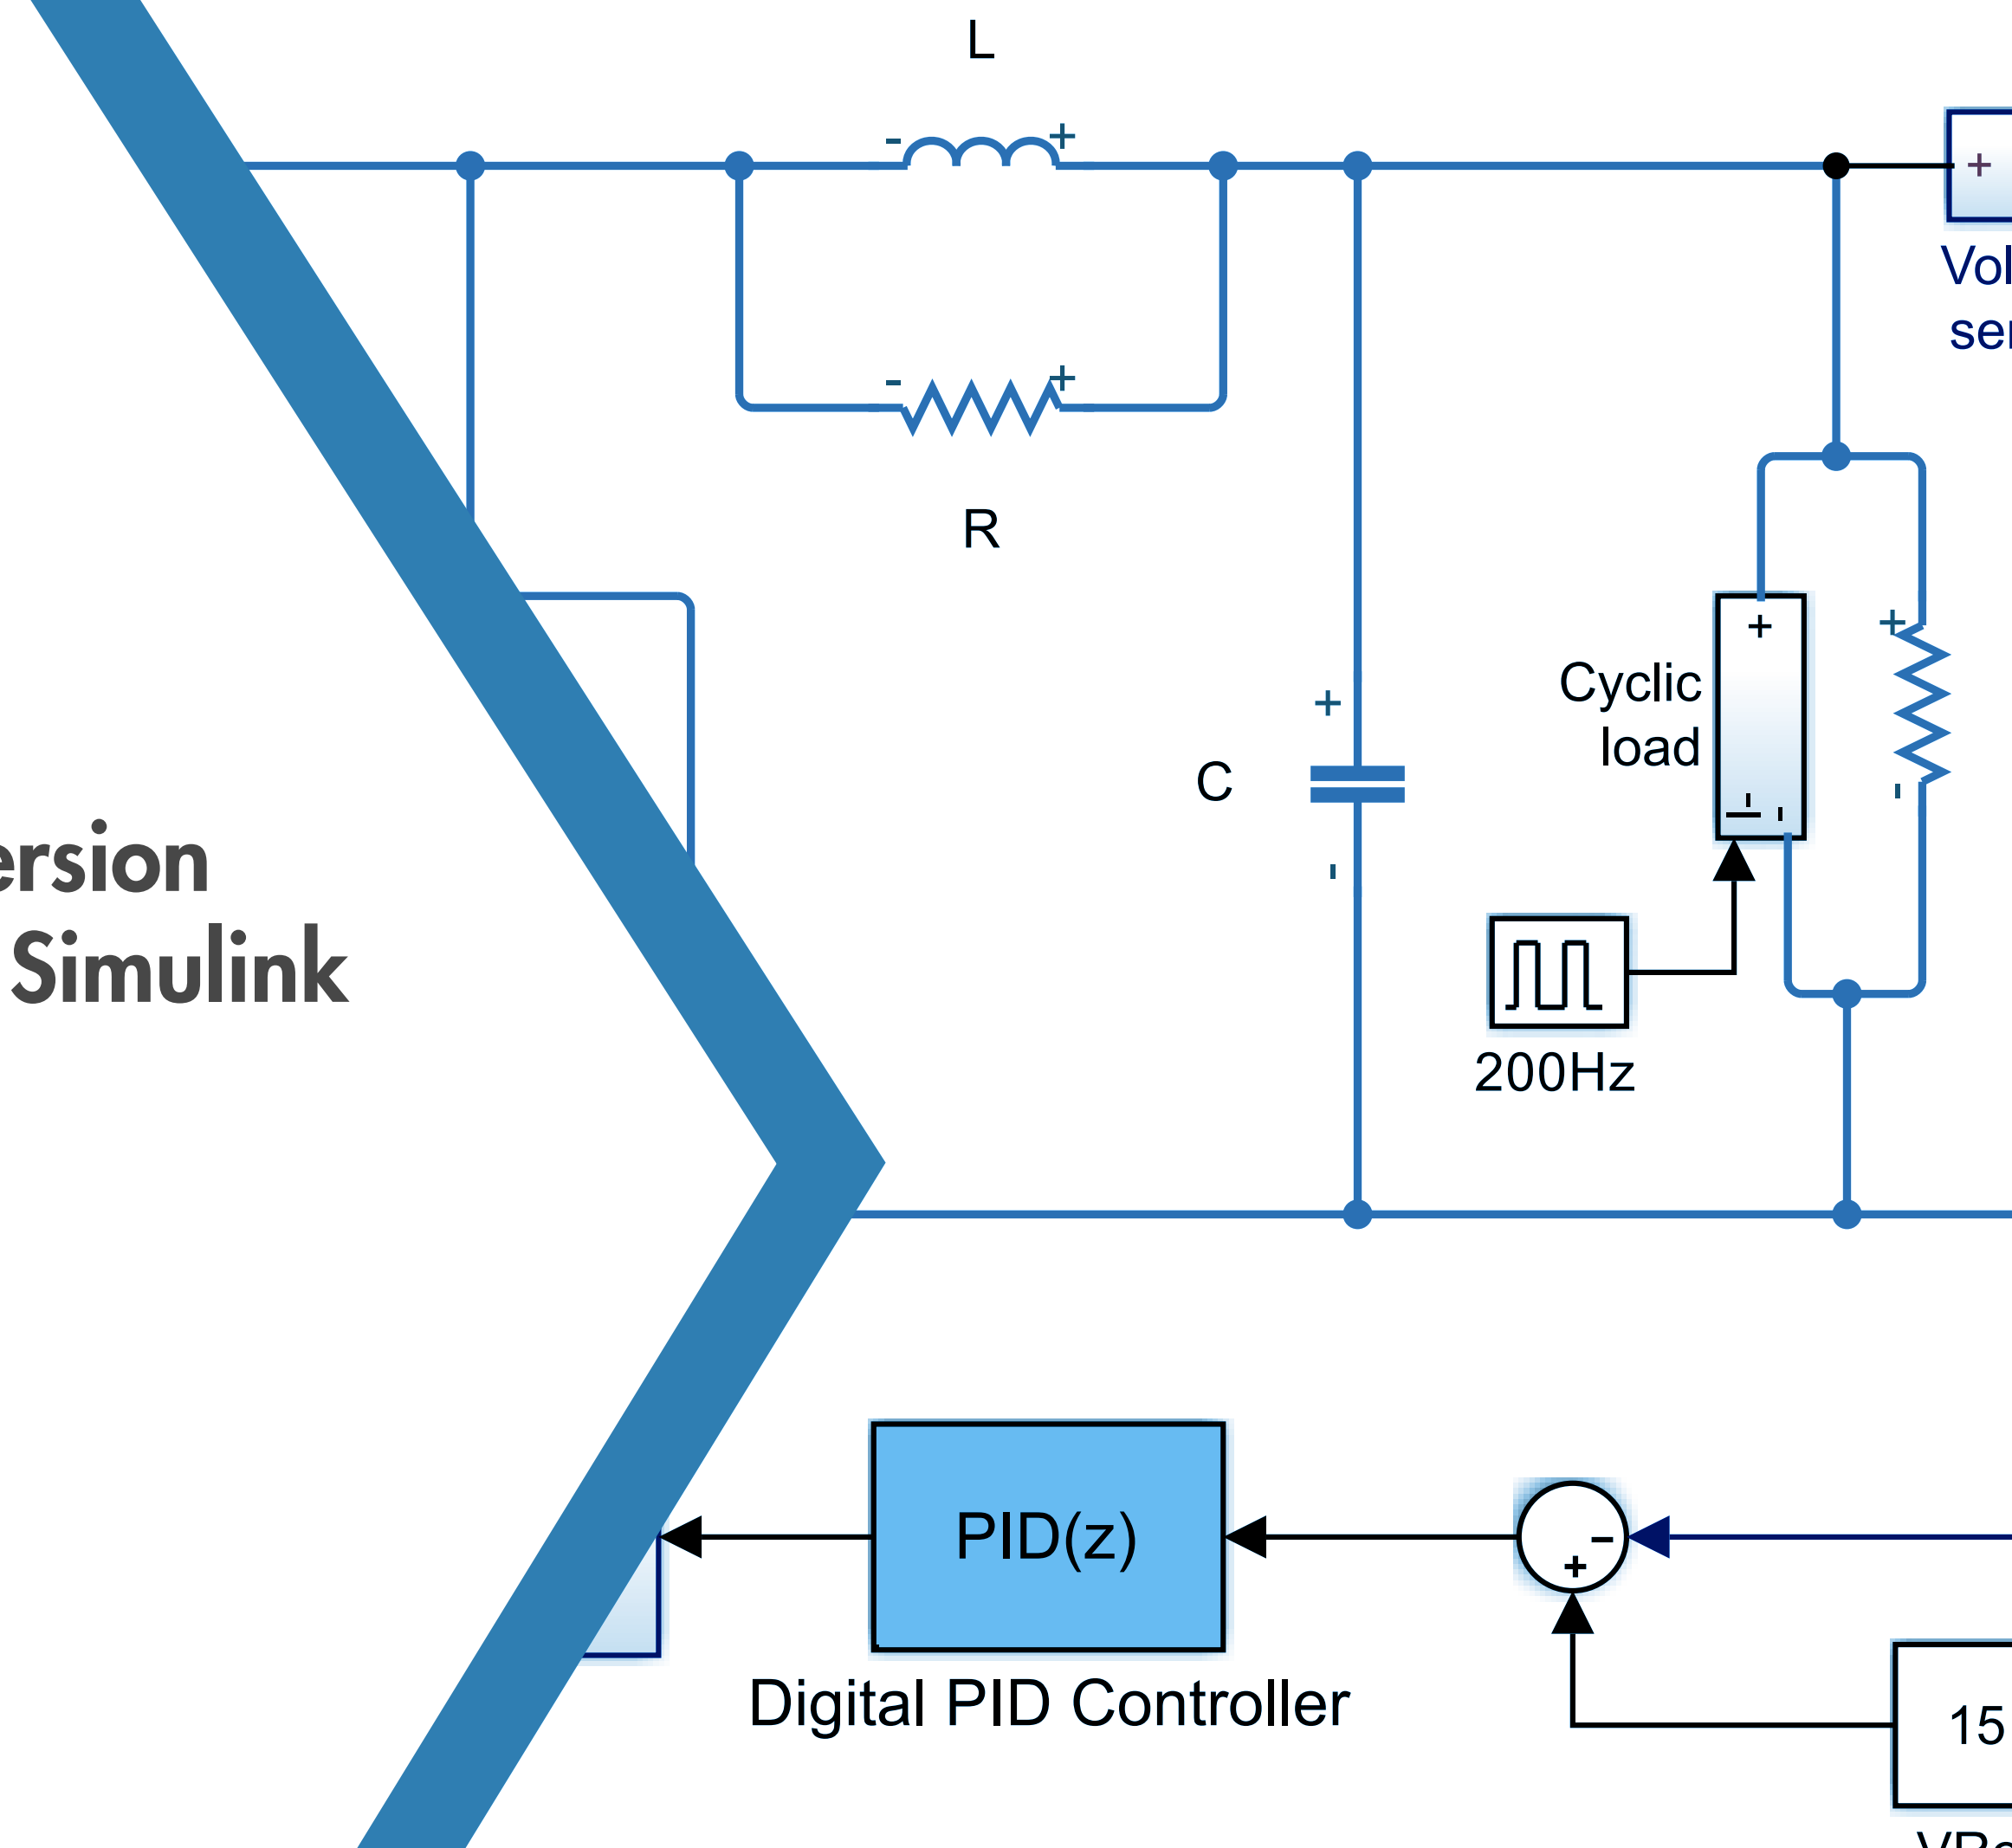 L
+
Vol
ser
R
Cyclic
load
C
ersion
Simulink
200Hz
PID(z)
Digital PID Controller
15